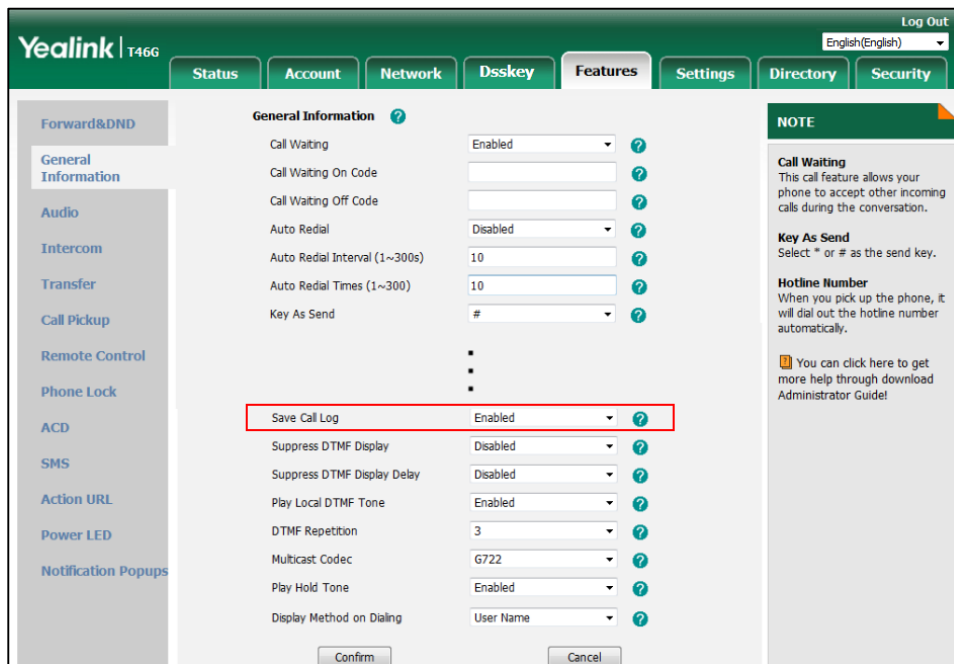 Log Out
Yealink | T46G
English(English)
Status
Account
Network
Dsskey
Features
Settings
Directory
Security
Forward&DND
General
Information
Audio
Intercom
Transfer
Call Pickup
Remote Control
Phone Lock
ACD
SMS
Action URL
Power LED
Notification Popups
General Information ?
Call Waiting Enabled ?
Call Waiting On Code ?
Call Waiting Off Code ?
Auto Redial Disabled ?
Auto Redial Interval (1~300s) 10 ?
Auto Redial Times (1~300) 10 ?
Key As Send # ?
Save Call Log Enabled ?
Suppress DTMF Display Disabled ?
Suppress DTMF Display Delay Disabled ?
Play Local DTMF Tone Enabled ?
DTMF Repetition 3 ?
Multicast Codec G722 ?
Play Hold Tone Enabled ?
Display Method on Dialing User Name ?
Confirm Cancel
NOTE
Call Waiting
This call feature allows your
phone to accept other incoming
calls during the conversation.
Key As Send
Select * or # as the send key.
Hotline Number
When you pick up the phone, it
will dial out the hotline number
automatically.
? You can click here to get
more help through download
Administrator Guide!